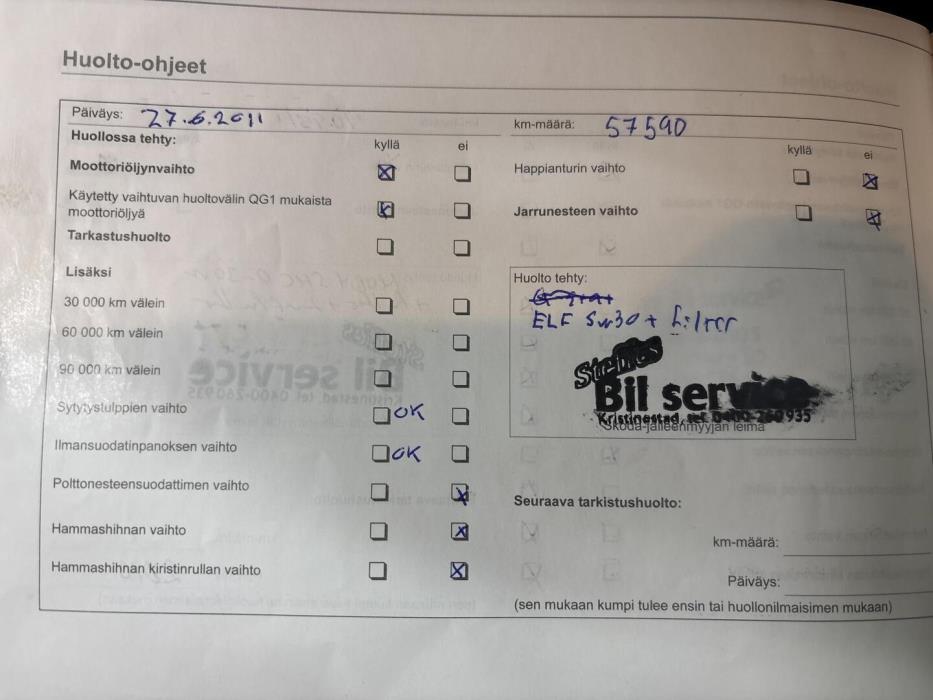 Huolto-ohjeet
Päiväys: 27.6.2011
km-määrä: 57590
Huollossa tehty:
kyllä ei
Moottoriöljynvaihto
Käytetty vaihtuvan huoltovälin QG1 mukaista
moottoriöljyä
Tarkastushuolto
Lisäksi
30 000 km välein
60 000 km välein
90 000 km välein
Sytytystulppien vaihto OK
Ilmansuodatinpanoksen vaihto OK
Polttonesteensuodattimen vaihto
Hammashihnan vaihto
Hammashihnan kiristinrullan vaihto
kyllä ei
Happianturin vaihto
Jarrunesteen vaihto
Huolto tehty:
ELF 5w30 +
Bil service
Kristinestad, tel. 0400-260935
Skoda-jälleenmyyjän leima
Seuraava tarkistushuolto:
km-määrä:
Päiväys:
(sen mukaan kumpi tulee ensin tai huollonilmaisimen mukaan)